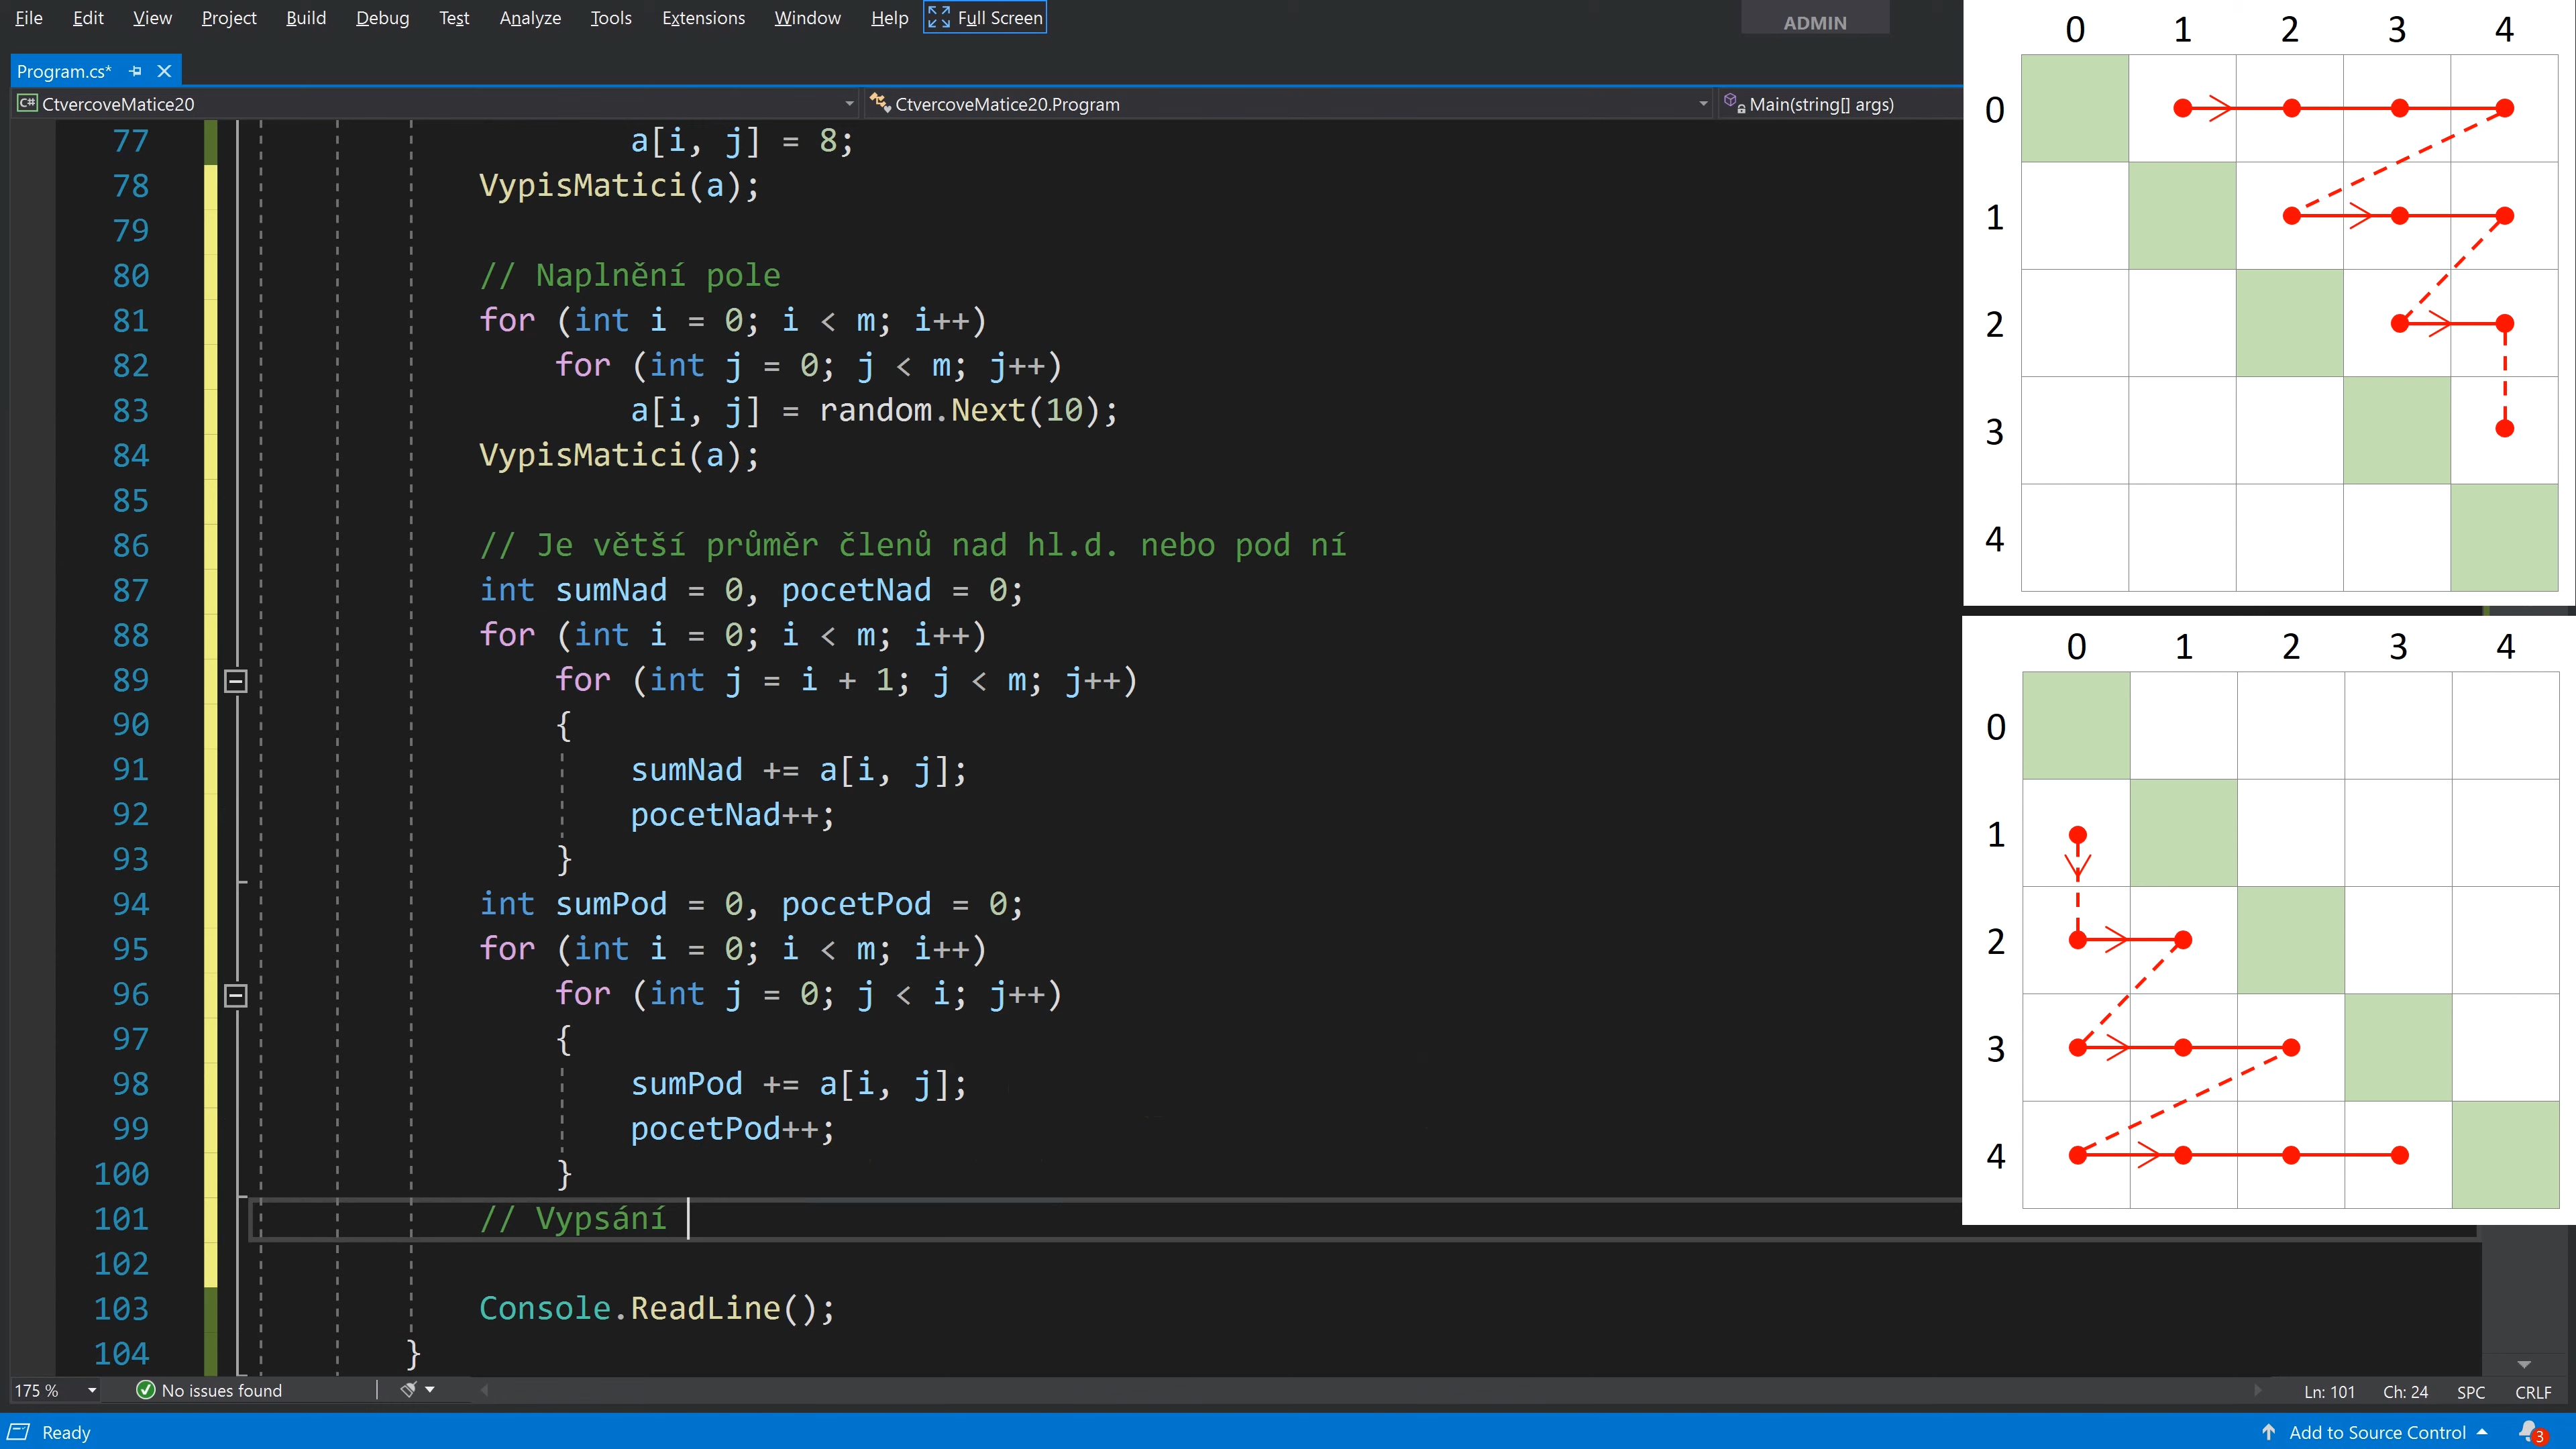 File Edit View Project Build Debug Test Analyze Tools Extensions Window Help Full Screen ADMIN
Program.cs*
C# CtvercoveMatice20 CtvercoveMatice20.Program Main(string[] args)
77 a[i, j] = 8;
78 VypisMatici(a);
79
80 // Naplnění pole
81 for (int i = 0; i < m; i++)
82 for (int j = 0; j < m; j++)
83 a[i, j] = random.Next(10);
84 VypisMatici(a);
85
86 // Je větší průměr členů nad hl.d. nebo pod ní
87 int sumNad = 0, pocetNad = 0;
88 for (int i = 0; i < m; i++)
89 for (int j = i + 1; j < m; j++)
90 {
91 sumNad += a[i, j];
92 pocetNad++;
93 }
94 int sumPod = 0, pocetPod = 0;
95 for (int i = 0; i < m; i++)
96 for (int j = 0; j < i; j++)
97 {
98 sumPod += a[i, j];
99 pocetPod++;
100 }
101 // Vypsání
102
103 Console.ReadLine();
104 }
0 1 2 3 4
0
1
2
3
4
0 1 2 3 4
0
1
2
3
4
175 % No issues found Ln: 101 Ch: 24 SPC CRLF
Ready Add to Source Control 3